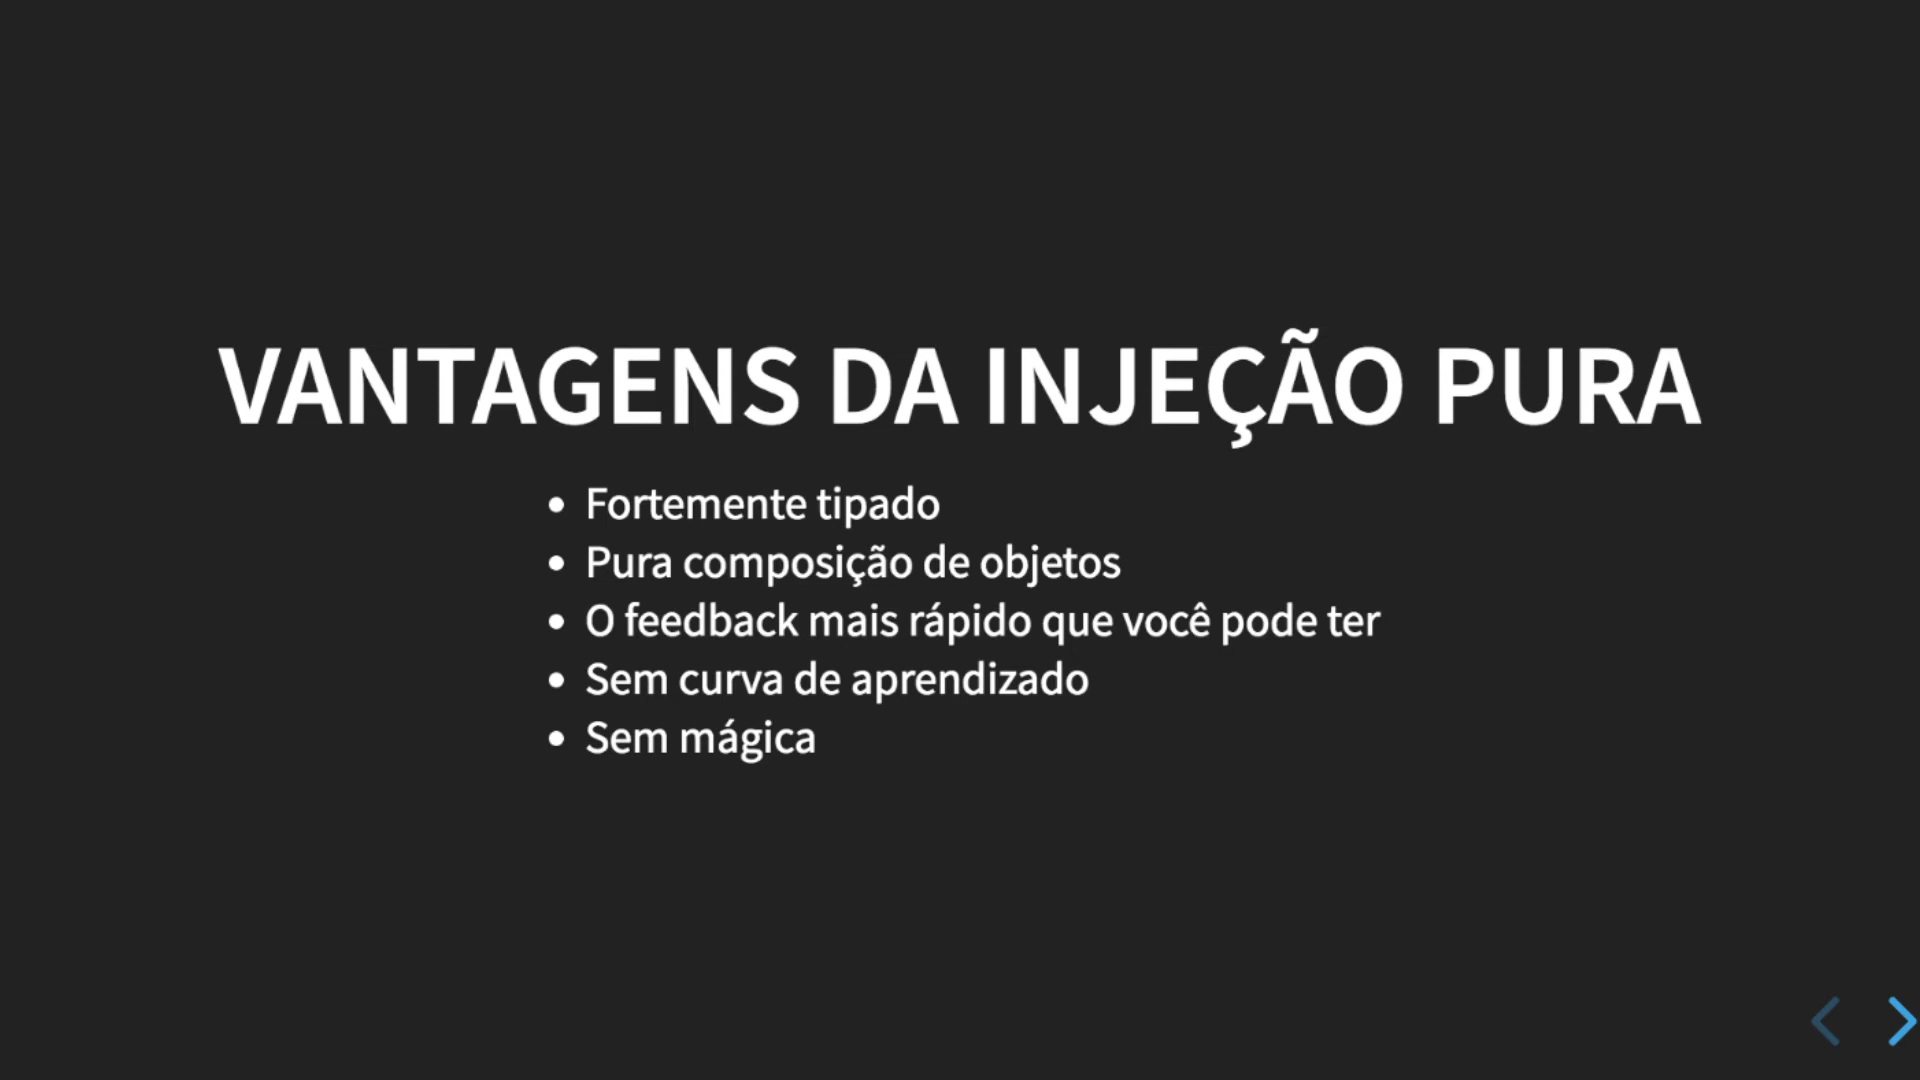 VANTAGENS DA INJEÇÃO PURA
• Fortemente tipado
• Pura composição de objetos
• O feedback mais rápido que você pode ter
• Sem curva de aprendizado
• Sem mágica